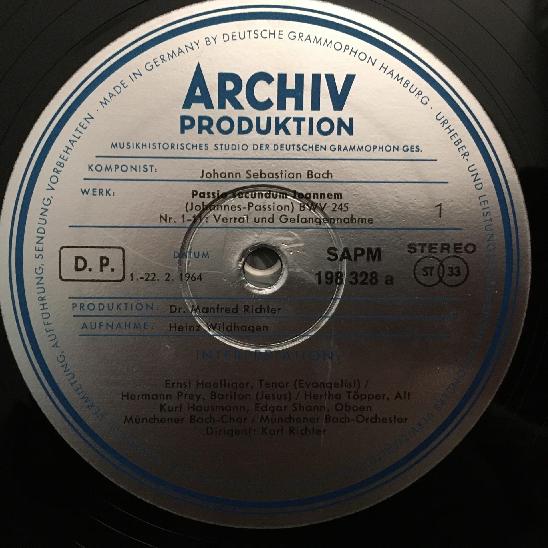 MADE IN GERMANY BY DEUTSCHE GRAMMOPHON HAMBURG · URHEBER- UND LEISTUNG
VERMIETUNG, AUFFÜHRUNG, SENDUNG, VORBEHALTEN ·
ARCHIV
PRODUKTION
MUSIKHISTORISCHES STUDIO DER DEUTSCHEN GRAMMOPHON GES.
KOMPONIST: Johann Sebastian Bach
WERK: Passio secundum Joannem
(Johannes-Passion) BWV 245
Nr. 1-11: Verrat und Gefangennahme
1
D. P.
DATUM
1.-22. 2. 1964
SAPM
198 328 a
STEREO
ST 33
PRODUKTION: Dr. Manfred Richter
AUFNAHME: Heinz Wildhagen
INTERPRETATION:
Ernst Haefliger, Tenor (Evangelist) /
Hermann Prey, Bariton (Jesus) / Hertha Töpper, Alt
Kurt Hausmann, Edgar Shann, Oboen
Münchener Bach-Chor / Münchener Bach-Orchester
Dirigent: Karl Richter